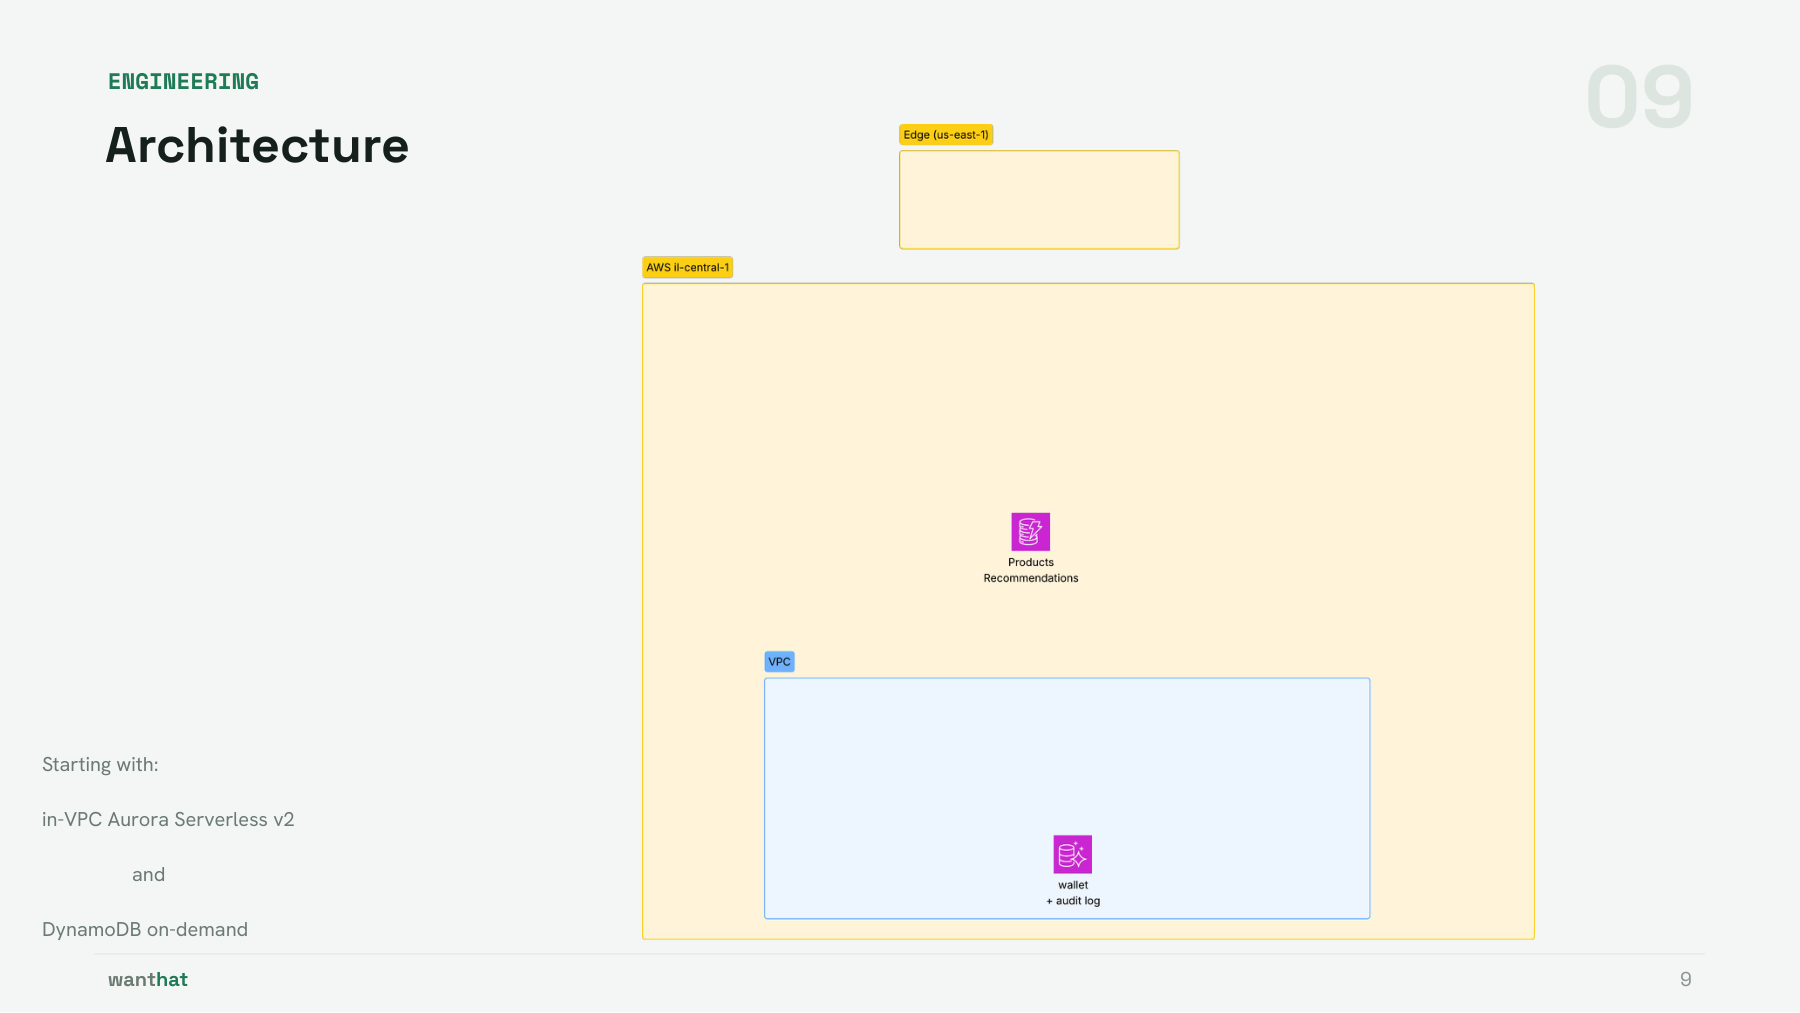 ENGINEERING
09
Architecture
Edge (us-east-1)
AWS il-central-1
Products
Recommendations
VPC
wallet
+ audit log
Starting with:
in-VPC Aurora Serverless v2
and
DynamoDB on-demand
wanthat
9